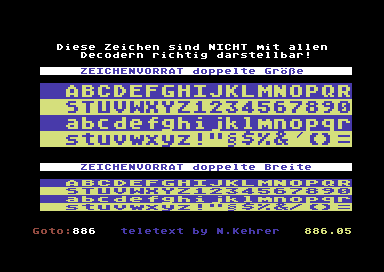 Diese Zeichen sind NICHT mit allen
Decodern richtig darstellbar!
ZEICHENVORRAT doppelte Größe
ABCDEFGHIJKLMNOPQR
STUVWXYZ1234567890
abcdefghijklmnopqr
stuvwxyz!"§$%&'()=
ZEICHENVORRAT doppelte Breite
ABCDEFGHIJKLMNOPQR
STUVWXYZ1234567890
abcdefghijklmnopqr
stuvwxyz!"§$%&'()=
Goto:886 teletext by N.Kehrer 886.05